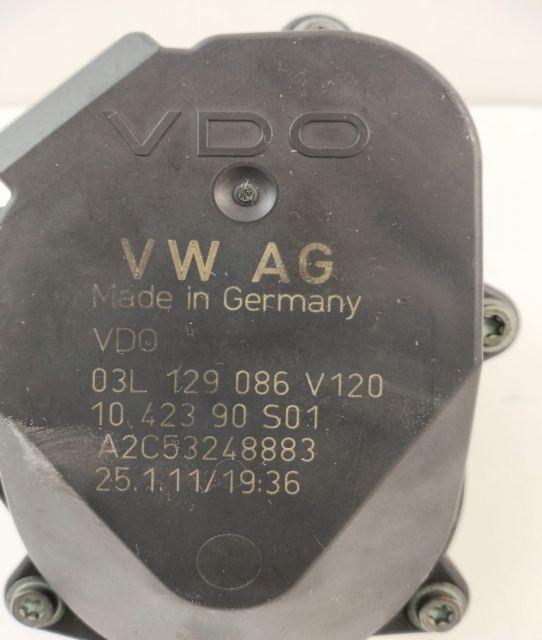 VDO
VW AG
Made in Germany
VDO
03L 129 086 V120
10 423 90 S01
A2C53248883
25.1.11/19:36